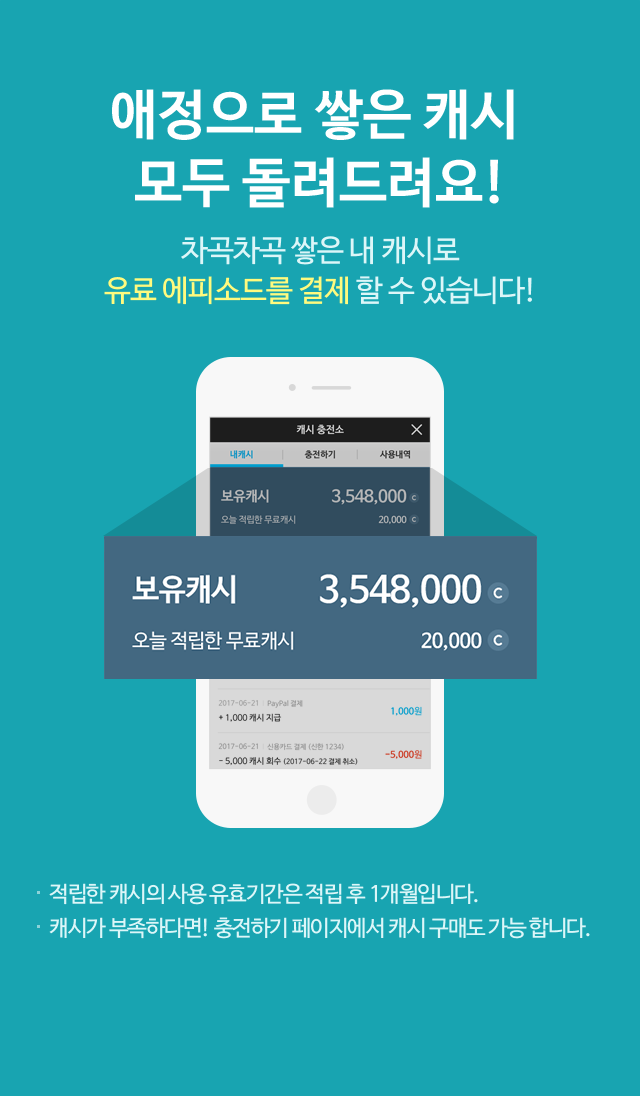 애정으로 쌓은 캐시
모두 돌려드려요!
차곡차곡 쌓은 내 캐시로
유료 에피소드를 결제 할 수 있습니다!
캐시 충전소
내캐시 충전하기 사용내역
보유캐시 3,548,000 C
오늘 적립한 무료캐시 20,000 C
보유캐시 3,548,000 C
오늘 적립한 무료캐시 20,000 C
2017-06-21 | PayPal 결제
+ 1,000 캐시 지급 1,000원
2017-06-21 | 신용카드 결제 (신한 1234)
- 5,000 캐시 회수 (2017-06-22 결제 취소) -5,000원
· 적립한 캐시의 사용 유효기간은 적립 후 1개월입니다.
· 캐시가 부족하다면! 충전하기 페이지에서 캐시 구매도 가능 합니다.